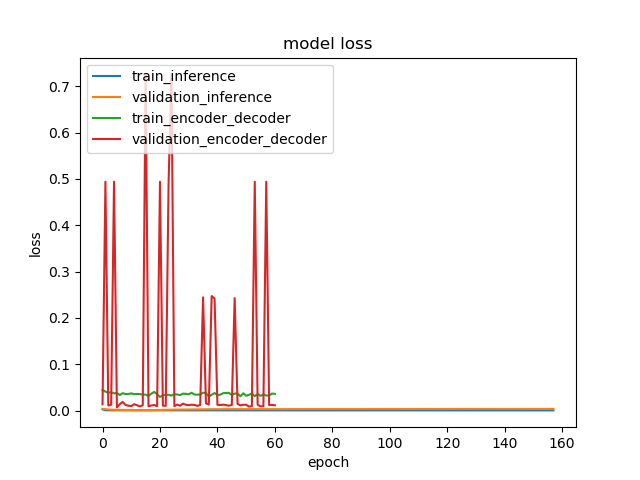 model loss
train_inference
validation_inference
train_encoder_decoder
validation_encoder_decoder
loss
0.7
0.6
0.5
0.4
0.3
0.2
0.1
0.0
0 20 40 60 80 100 120 140 160
epoch